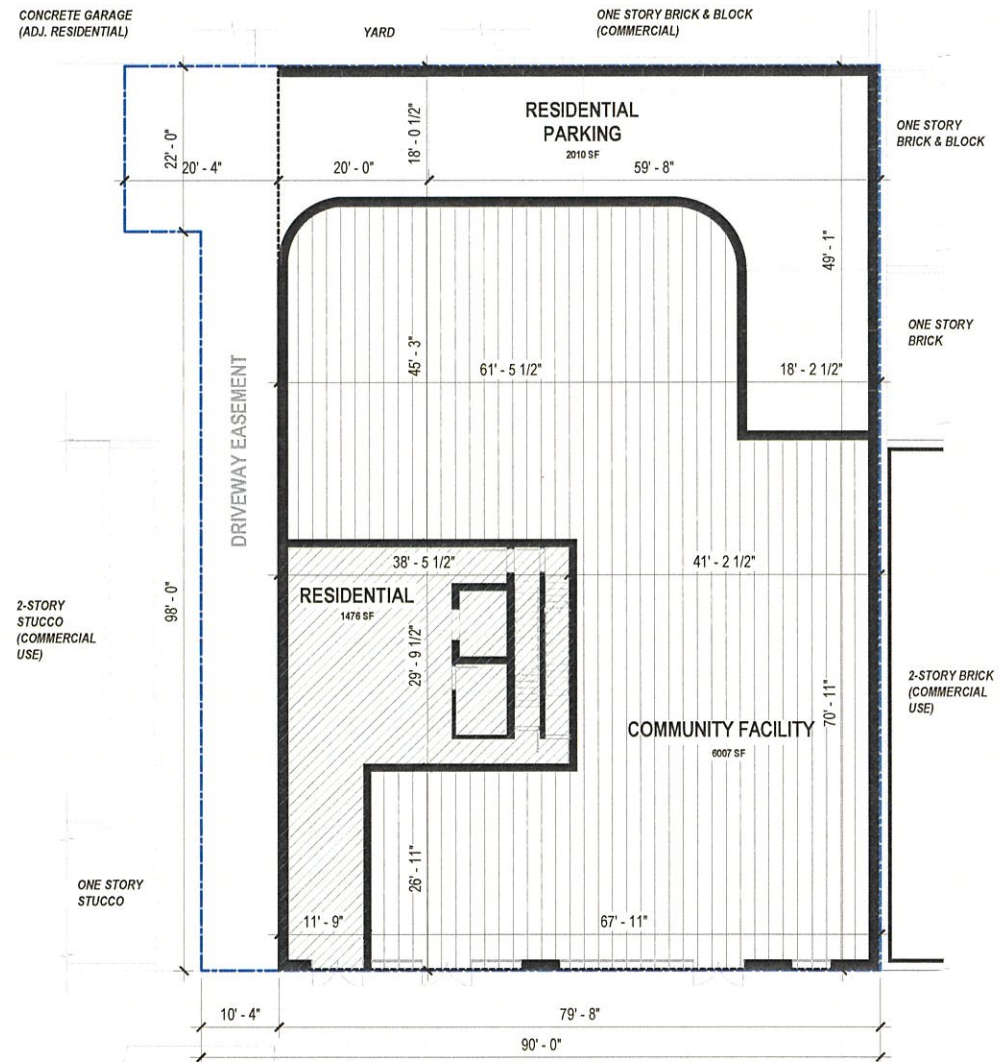 CONCRETE GARAGE
(ADJ. RESIDENTIAL)
YARD
ONE STORY BRICK & BLOCK
(COMMERCIAL)
22' - 0"
20' - 4"
20' - 0"
18' - 0 1/2"
RESIDENTIAL
PARKING
2010 SF
59' - 8"
ONE STORY
BRICK & BLOCK
49' - 1"
ONE STORY
BRICK
DRIVEWAY EASEMENT
45' - 3"
61' - 5 1/2"
18' - 2 1/2"
38' - 5 1/2"
41' - 2 1/2"
RESIDENTIAL
1476 SF
29' - 9 1/2"
98' - 0"
2-STORY
STUCCO
(COMMERCIAL
USE)
COMMUNITY FACILITY
6007 SF
70' - 11"
2-STORY BRICK
(COMMERCIAL
USE)
ONE STORY
STUCCO
26' - 11"
11' - 9"
67' - 11"
10' - 4"
79' - 8"
90' - 0"